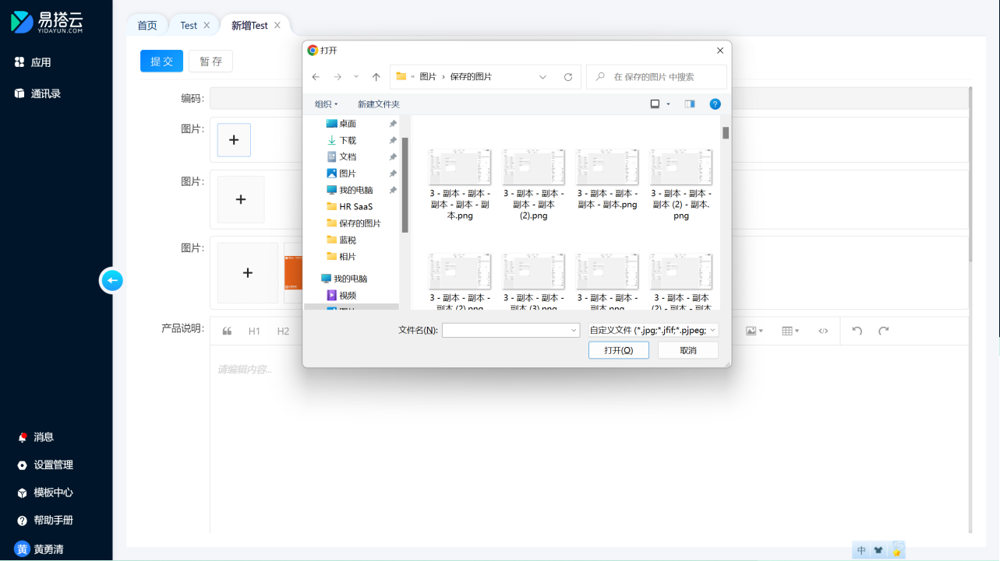 易搭云
YIDAYUN.COM
应用
通讯录
消息
设置管理
模板中心
帮助手册
黄 黄勇清
首页 Test 新增Test
提 交 暂 存
编码:
图片:
图片:
图片:
产品说明:
H1 H2
请编辑内容...
打开
« 图片 › 保存的图片
在 保存的图片 中搜索
组织 新建文件夹
桌面
下载
文档
图片
我的电脑
HR SaaS
保存的图片
蓝税
相片
我的电脑
视频
图片
3 - 副本 - 副本 -
副本 - 副本 - 副
本.png
3 - 副本 - 副本 -
副本 - 副本
(2).png
3 - 副本 - 副本 -
副本 - 副本.png
3 - 副本 - 副本 -
副本 (2) - 副本.
png
3 - 副本 - 副本 -
副本 (2).png
3 - 副本 - 副本 -
副本 (3).png
3 - 副本 - 副本 -
副本.png
3 - 副本 - 副本
(2) - 副本 - 副本
文件名(N):
自定义文件 (*.jpg;*.jfif;*.pjpeg;
打开(O) 取消
中